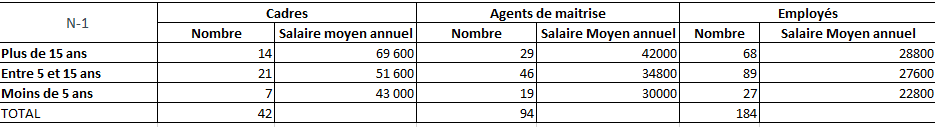 N-1 Cadres Agents de maitrise Employés
Nombre Salaire moyen annuel Nombre Salaire Moyen annuel Nombre Salaire Moyen annuel
Plus de 15 ans 14 69 600 29 42000 68 28800
Entre 5 et 15 ans 21 51 600 46 34800 89 27600
Moins de 5 ans 7 43 000 19 30000 27 22800
TOTAL 42 94 184